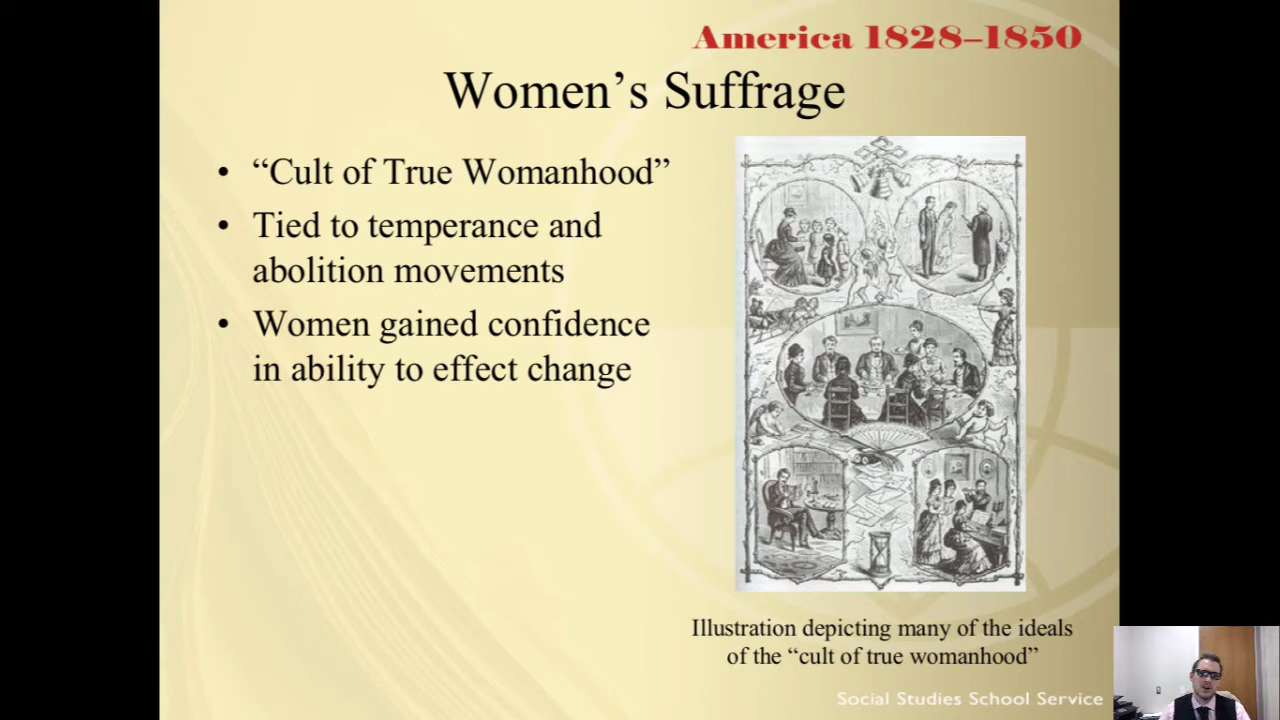 America 1828–1850
Women’s Suffrage
• “Cult of True Womanhood”
• Tied to temperance and
abolition movements
• Women gained confidence
in ability to effect change
Illustration depicting many of the ideals
of the “cult of true womanhood”
Social Studies School Service